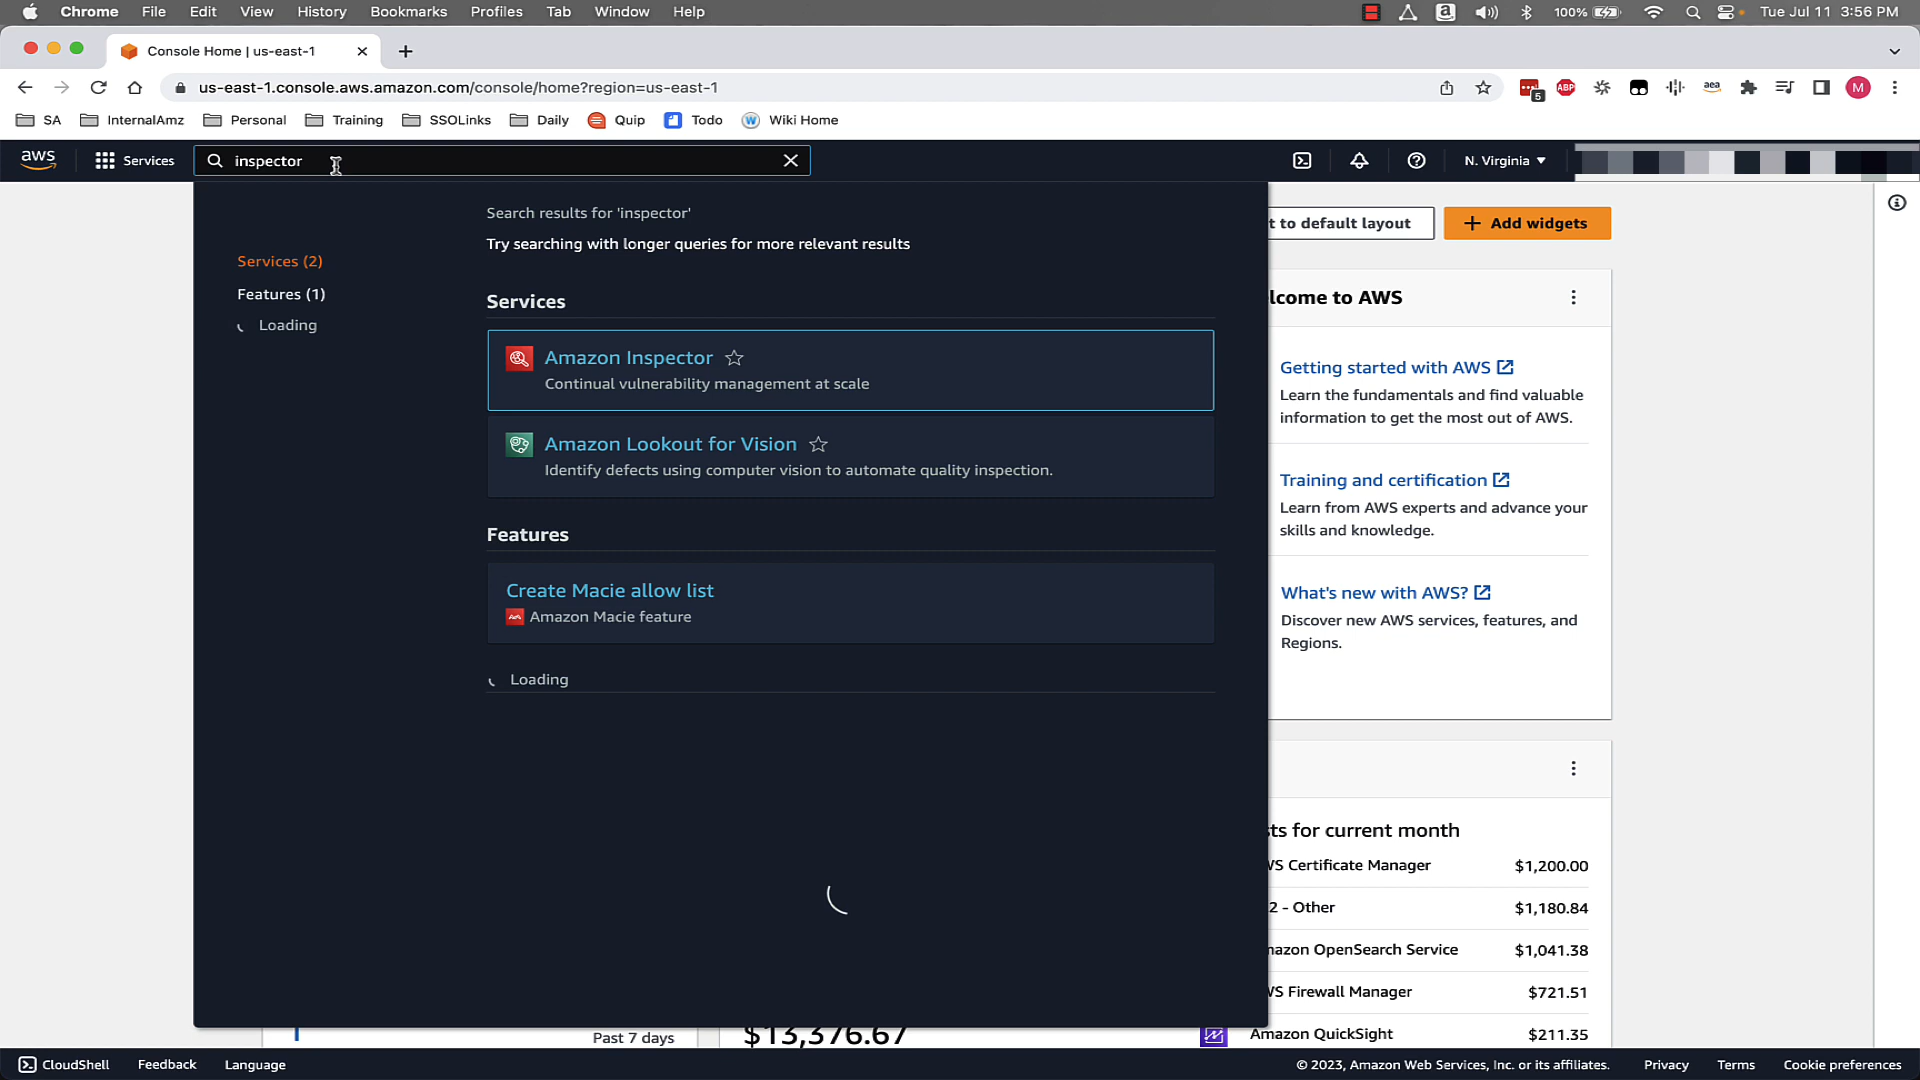 Chrome File Edit View History Bookmarks Profiles Tab Window Help 100% Tue Jul 11 3:56 PM
Console Home | us-east-1
us-east-1.console.aws.amazon.com/console/home?region=us-east-1 5 ABP aea M
SA InternalAmz Personal Training SSOLinks Daily Quip Todo W Wiki Home
aws Services inspector N. Virginia
Search results for 'inspector'
Try searching with longer queries for more relevant results
t to default layout
Add widgets
Services (2)
Features (1)
Loading
Services
Amazon Inspector
Continual vulnerability management at scale
Amazon Lookout for Vision
Identify defects using computer vision to automate quality inspection.
Features
Create Macie allow list
Amazon Macie feature
Loading
lcome to AWS
Getting started with AWS
Learn the fundamentals and find valuable
information to get the most out of AWS.
Training and certification
Learn from AWS experts and advance your
skills and knowledge.
What's new with AWS?
Discover new AWS services, features, and
Regions.
sts for current month
WS Certificate Manager $1,200.00
2 - Other $1,180.84
mazon OpenSearch Service $1,041.38
WS Firewall Manager $721.51
Amazon QuickSight $211.35
Past 7 days
$13,376.67
CloudShell Feedback Language © 2023, Amazon Web Services, Inc. or its affiliates. Privacy Terms Cookie preferences